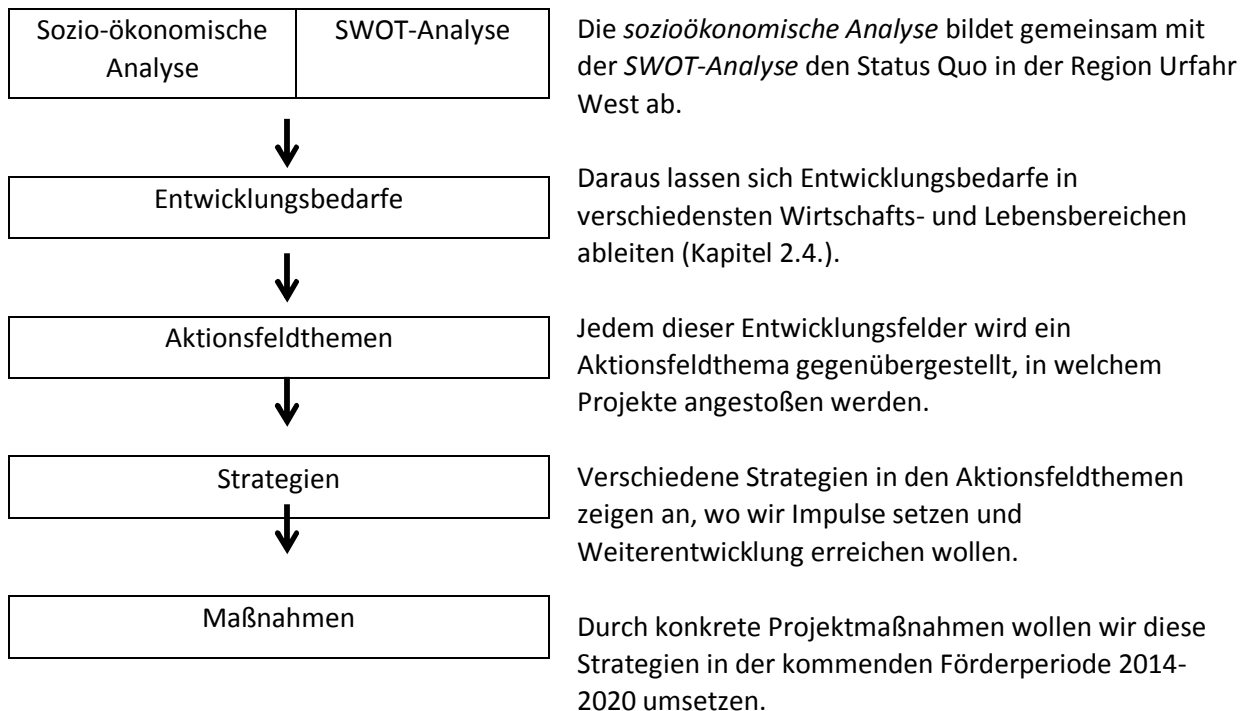 Sozio-ökonomische
Analyse
SWOT-Analyse
Die sozioökonomische Analyse bildet gemeinsam mit
der SWOT-Analyse den Status Quo in der Region Urfahr
West ab.
Entwicklungsbedarfe
Daraus lassen sich Entwicklungsbedarfe in
verschiedensten Wirtschafts- und Lebensbereichen
ableiten (Kapitel 2.4.).
Aktionsfeldthemen
Jedem dieser Entwicklungsfelder wird ein
Aktionsfeldthema gegenübergestellt, in welchem
Projekte angestoßen werden.
Strategien
Verschiedene Strategien in den Aktionsfeldthemen
zeigen an, wo wir Impulse setzen und
Weiterentwicklung erreichen wollen.
Maßnahmen
Durch konkrete Projektmaßnahmen wollen wir diese
Strategien in der kommenden Förderperiode 2014-
2020 umsetzen.